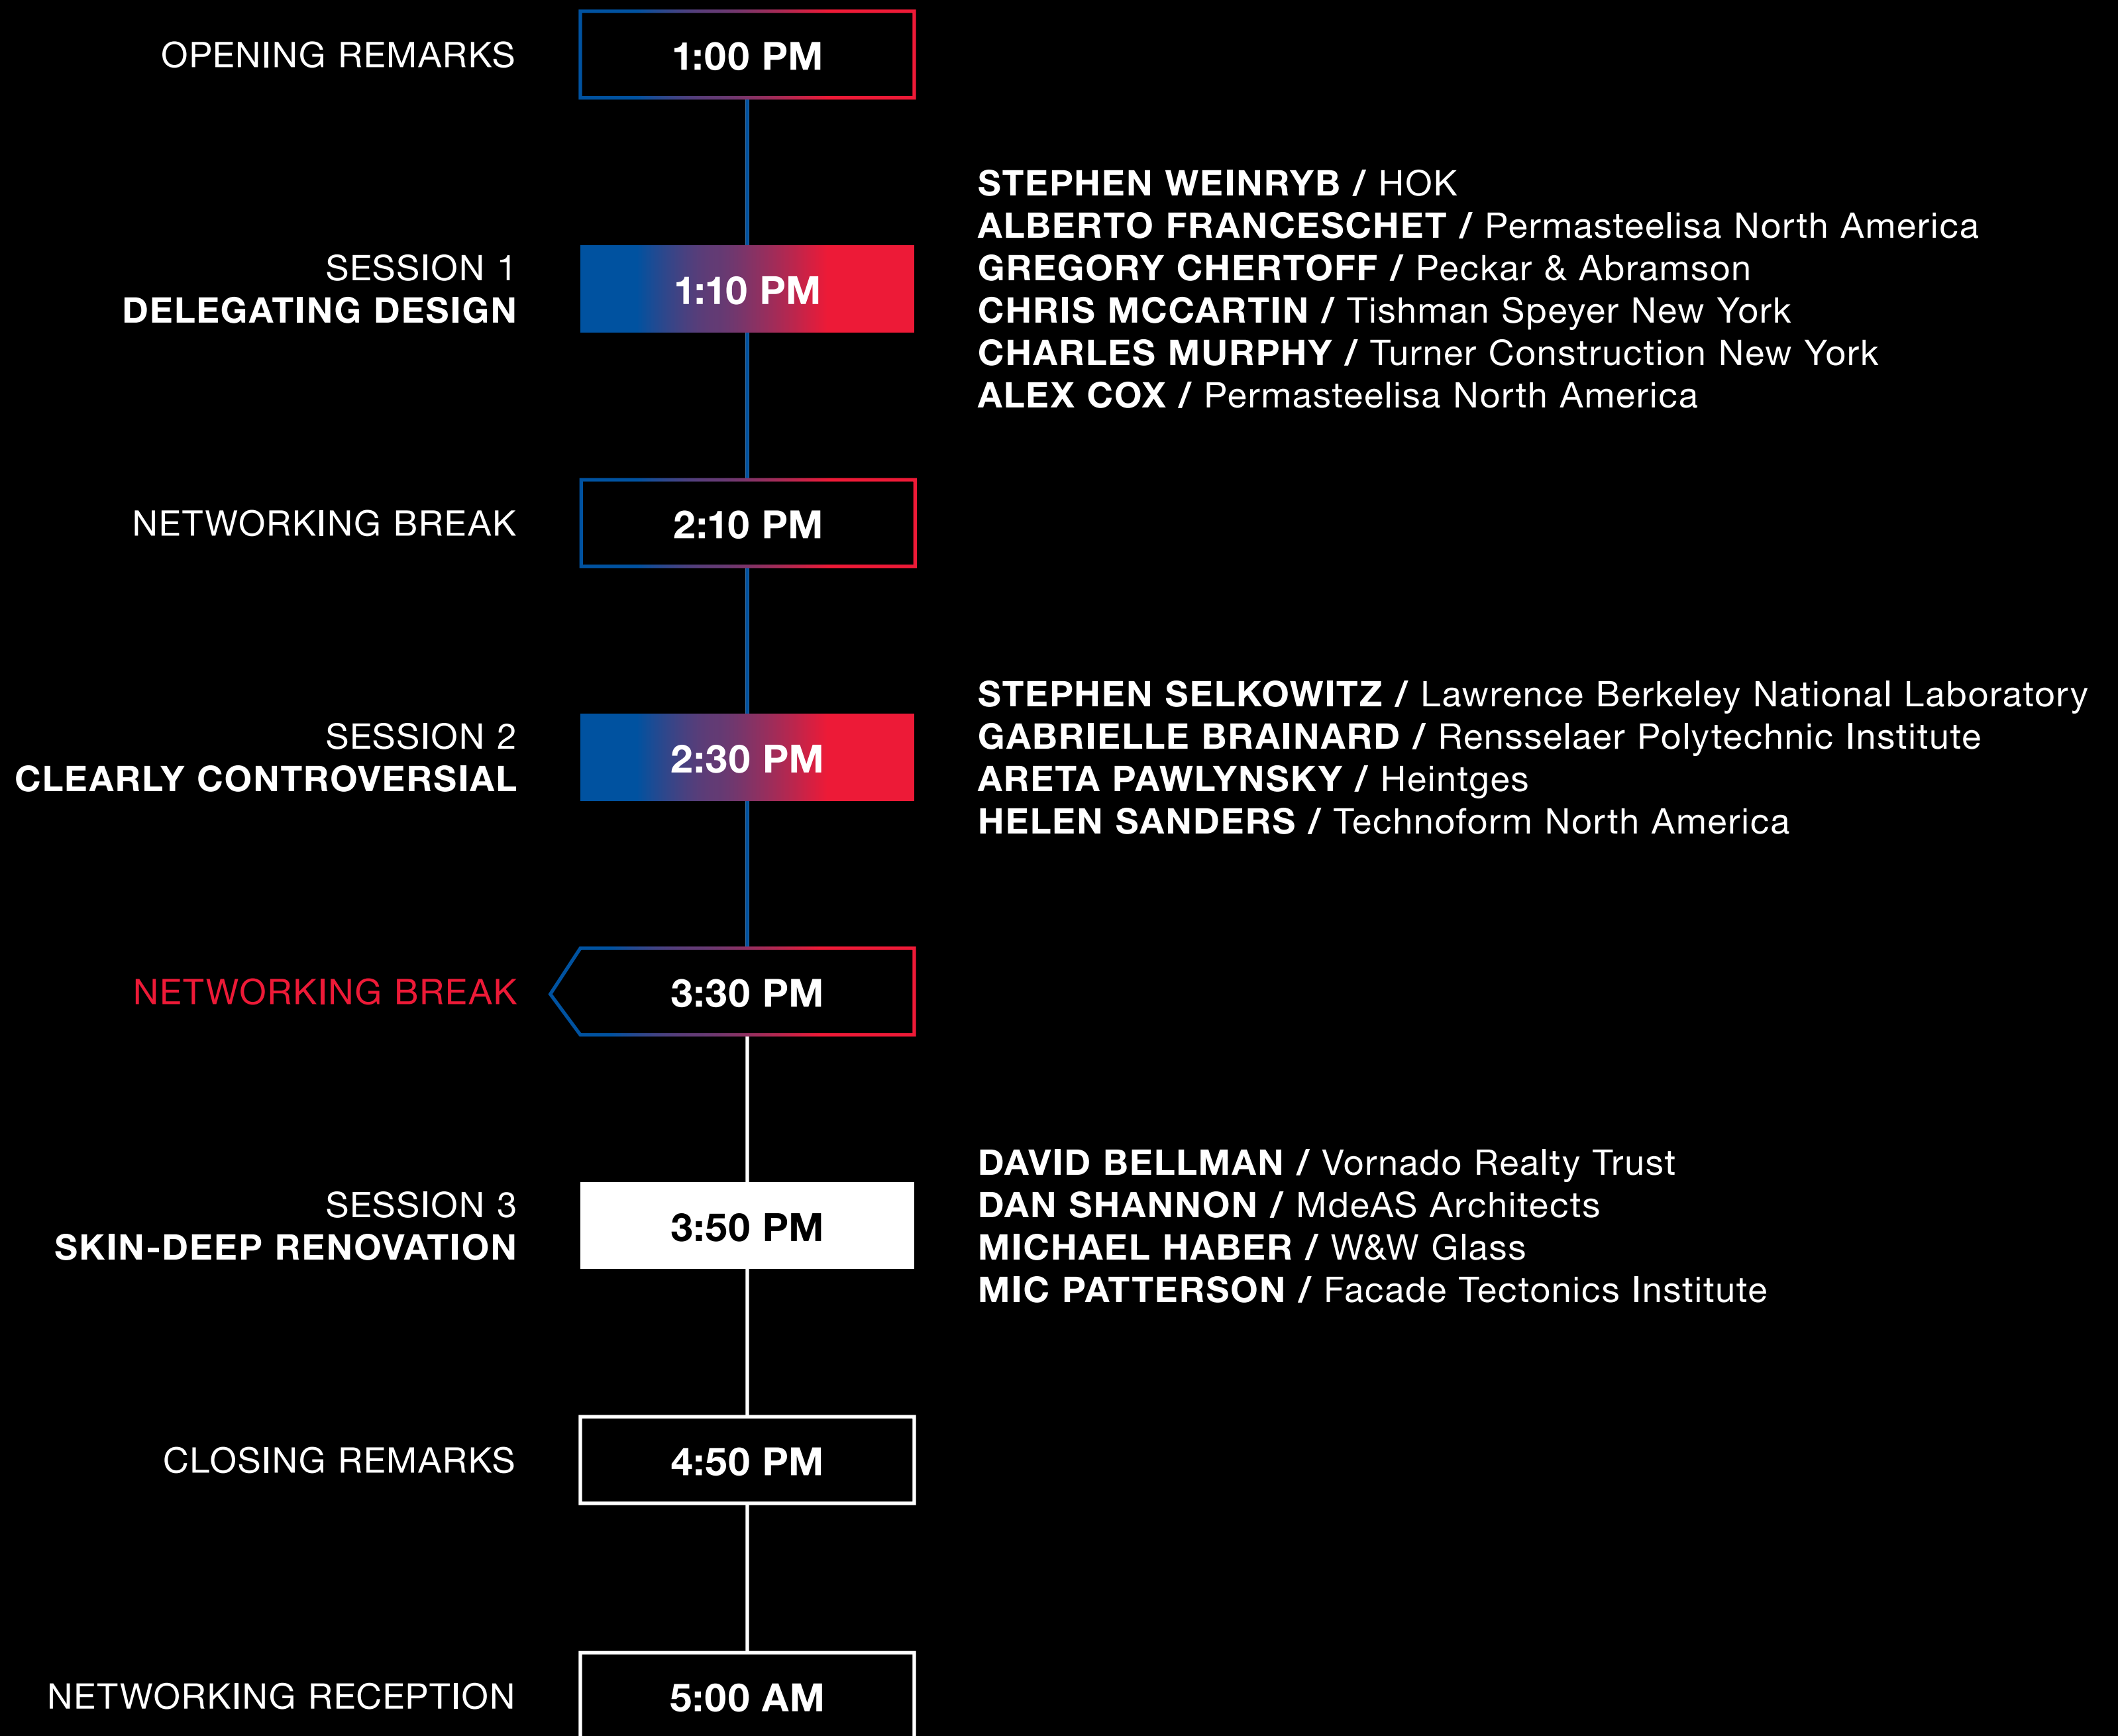 OPENING REMARKS
1:00 PM
SESSION 1
DELEGATING DESIGN
1:10 PM
STEPHEN WEINRYB / HOK
ALBERTO FRANCESCHET / Permasteelisa North America
GREGORY CHERTOFF / Peckar & Abramson
CHRIS MCCARTIN / Tishman Speyer New York
CHARLES MURPHY / Turner Construction New York
ALEX COX / Permasteelisa North America
NETWORKING BREAK
2:10 PM
SESSION 2
CLEARLY CONTROVERSIAL
2:30 PM
STEPHEN SELKOWITZ / Lawrence Berkeley National Laboratory
GABRIELLE BRAINARD / Rensselaer Polytechnic Institute
ARETA PAWLYNSKY / Heintges
HELEN SANDERS / Technoform North America
NETWORKING BREAK
3:30 PM
SESSION 3
SKIN-DEEP RENOVATION
3:50 PM
DAVID BELLMAN / Vornado Realty Trust
DAN SHANNON / MdeAS Architects
MICHAEL HABER / W&W Glass
MIC PATTERSON / Facade Tectonics Institute
CLOSING REMARKS
4:50 PM
NETWORKING RECEPTION
5:00 AM